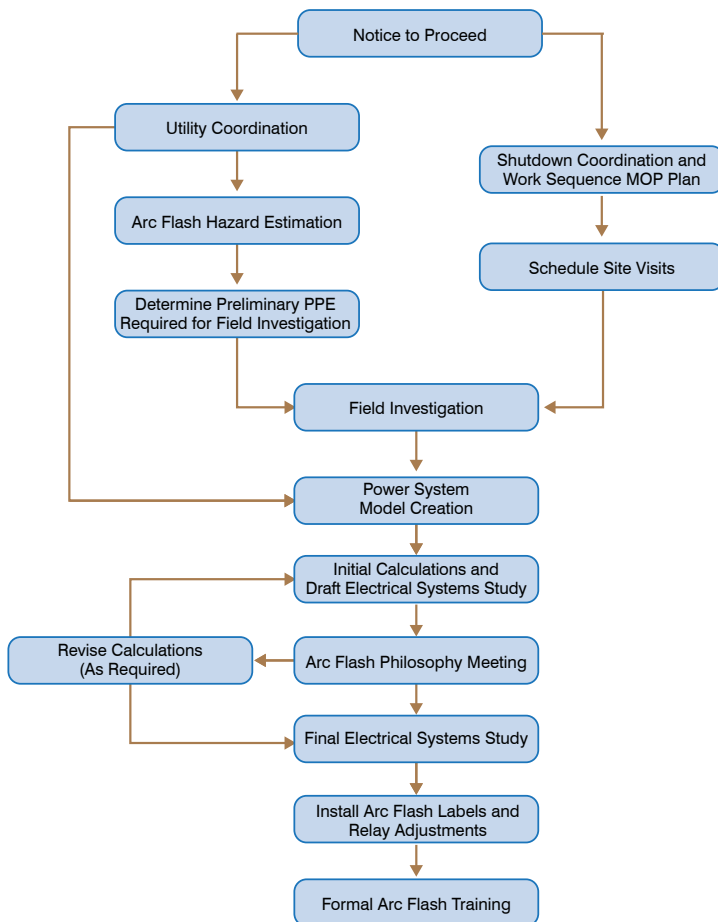 Notice to Proceed
Utility Coordination
Shutdown Coordination and
Work Sequence MOP Plan
Arc Flash Hazard Estimation
Schedule Site Visits
Determine Preliminary PPE
Required for Field Investigation
Field Investigation
Power System
Model Creation
Initial Calculations and
Draft Electrical Systems Study
Revise Calculations
(As Required)
Arc Flash Philosophy Meeting
Final Electrical Systems Study
Install Arc Flash Labels and
Relay Adjustments
Formal Arc Flash Training